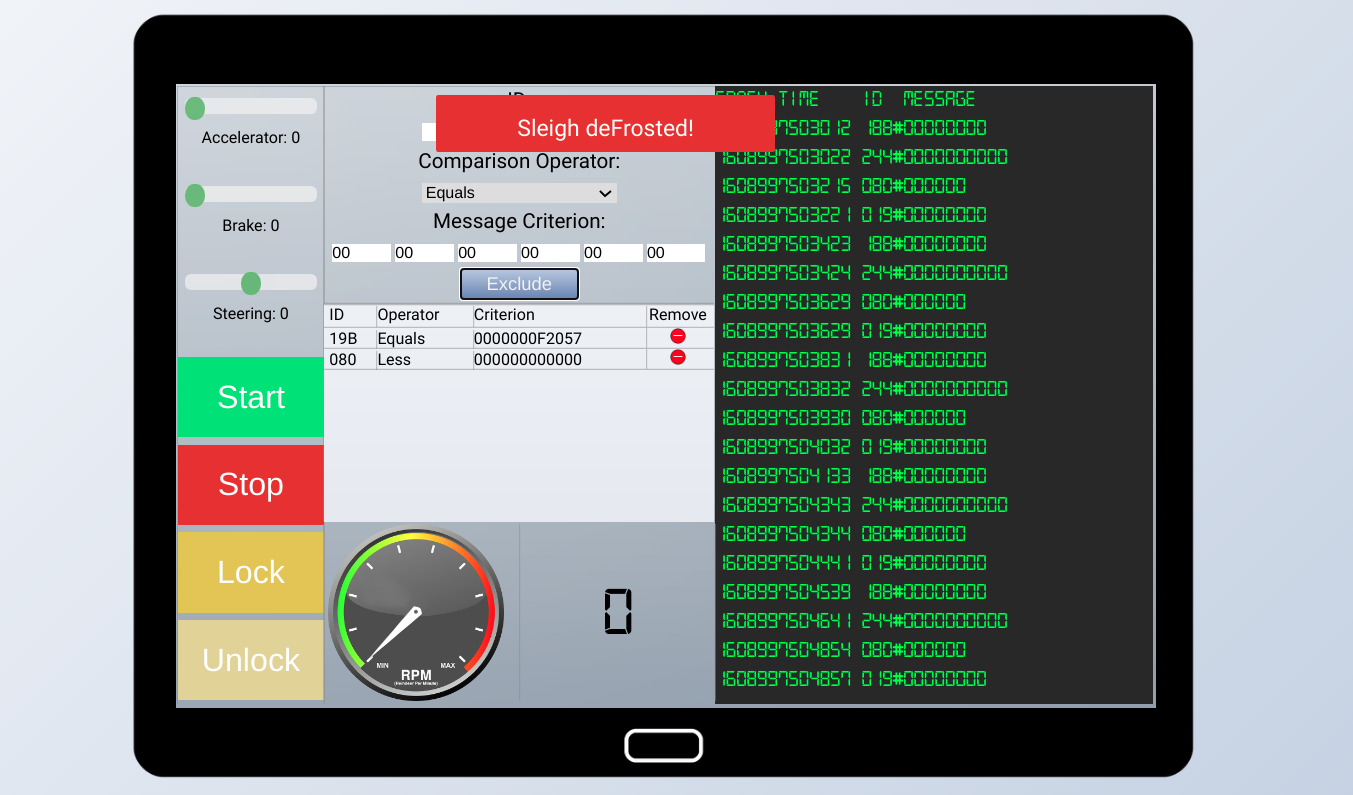 Accelerator: 0
Brake: 0
Steering: 0
Start
Stop
Lock
Unlock
Sleigh deFrosted!
Comparison Operator:
Equals
Message Criterion:
00 00 00 00 00 00
Exclude
ID Operator Criterion Remove
19B Equals 0000000F2057
080 Less 000000000000
MIN MAX
RPM
(Reindeer Per Minute)
0
TIME ID MESSAGE
188#00000000
1608997503022 244#0000000000
1608997503215 080#000000
1608997503221 019#00000000
1608997503423 188#00000000
1608997503424 244#0000000000
1608997503629 080#000000
1608997503629 019#00000000
1608997503831 188#00000000
1608997503832 244#0000000000
1608997503930 080#000000
1608997504032 019#00000000
1608997504133 188#00000000
1608997504343 244#0000000000
1608997504344 080#000000
1608997504441 019#00000000
1608997504539 188#00000000
1608997504641 244#0000000000
1608997504854 080#000000
1608997504857 019#00000000